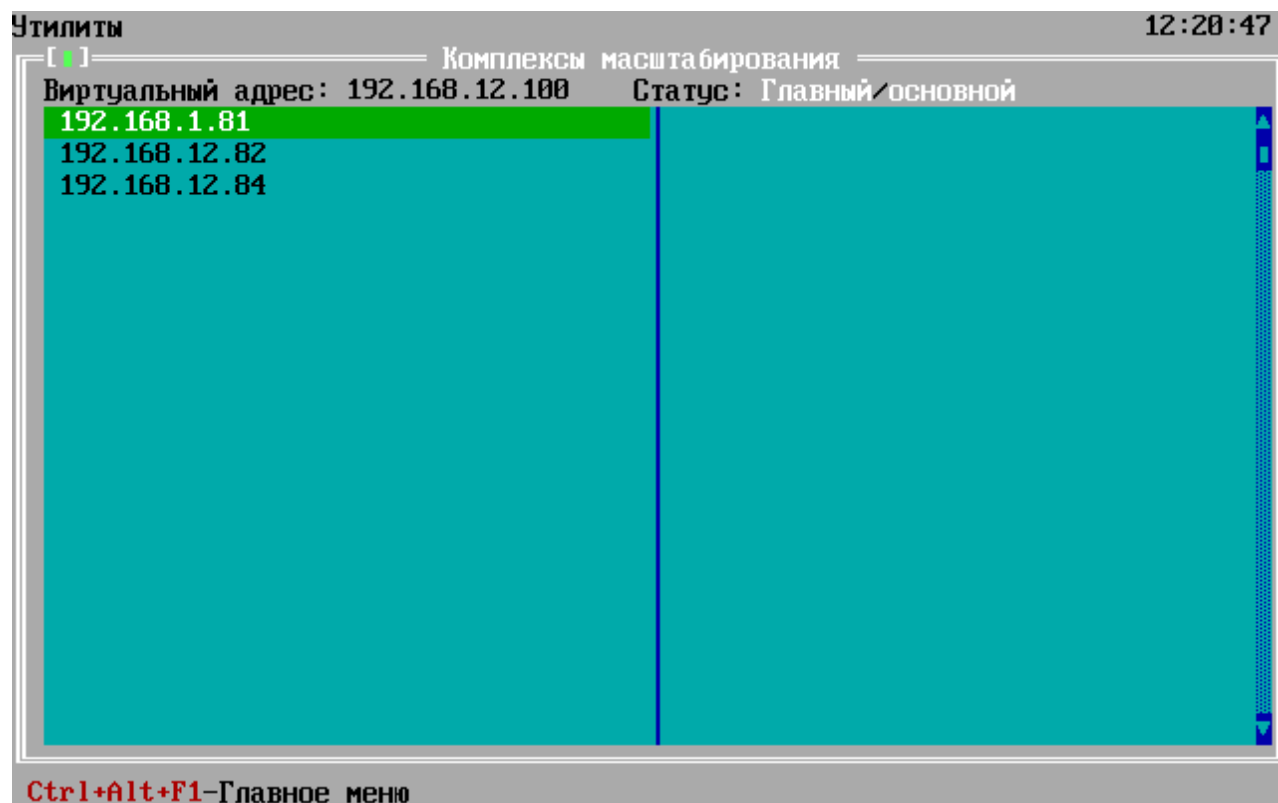 Утилиты 12:20:47
[ ] Комплексы масштабирования
Виртуальный адрес: 192.168.12.100 Статус: Главный/основной
192.168.1.81
192.168.12.82
192.168.12.84
Ctrl+Alt+F1-Главное меню